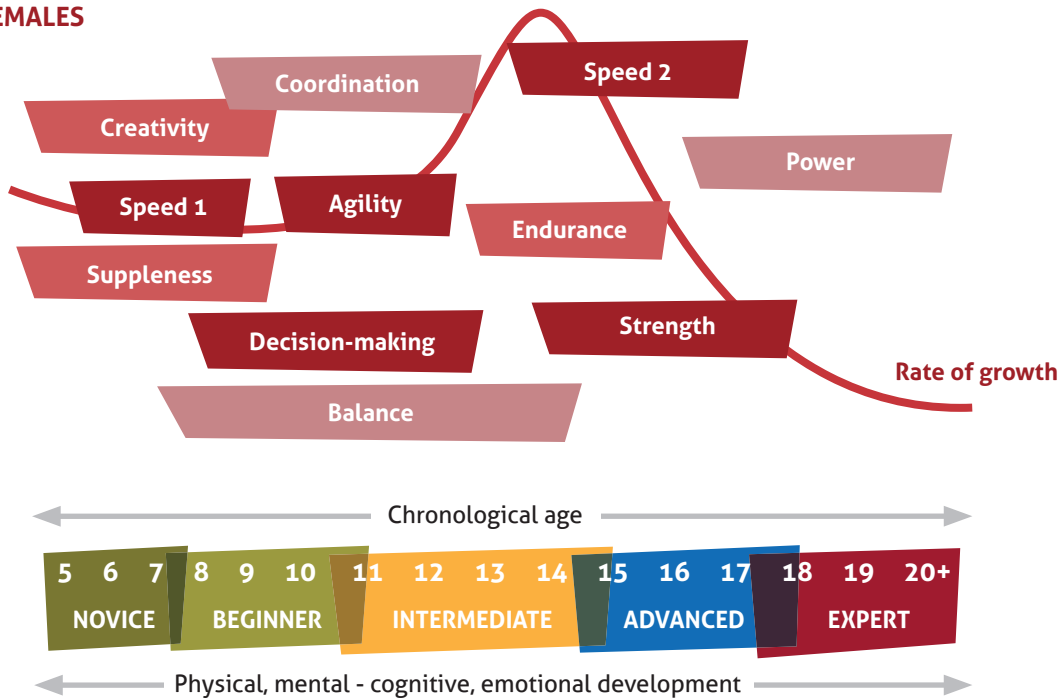 EMALES
Coordination
Speed 2
Creativity
Power
Speed 1
Agility
Endurance
Suppleness
Strength
Decision-making
Rate of growth
Balance
Chronological age
5 6 7 8 9 10 11 12 13 14 15 16 17 18 19 20+
NOVICE BEGINNER INTERMEDIATE ADVANCED EXPERT
Physical, mental - cognitive, emotional development